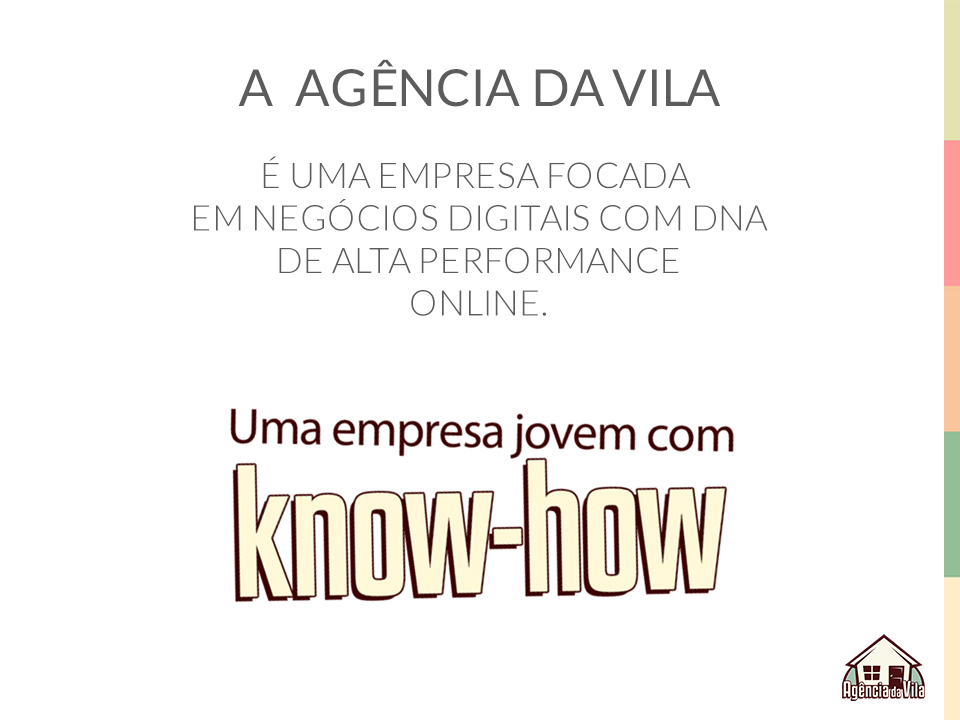 A AGÊNCIA DA VILA
É UMA EMPRESA FOCADA
EM NEGÓCIOS DIGITAIS COM DNA
DE ALTA PERFORMANCE
ONLINE.
Uma empresa jovem com
know-how
Agência da Vila